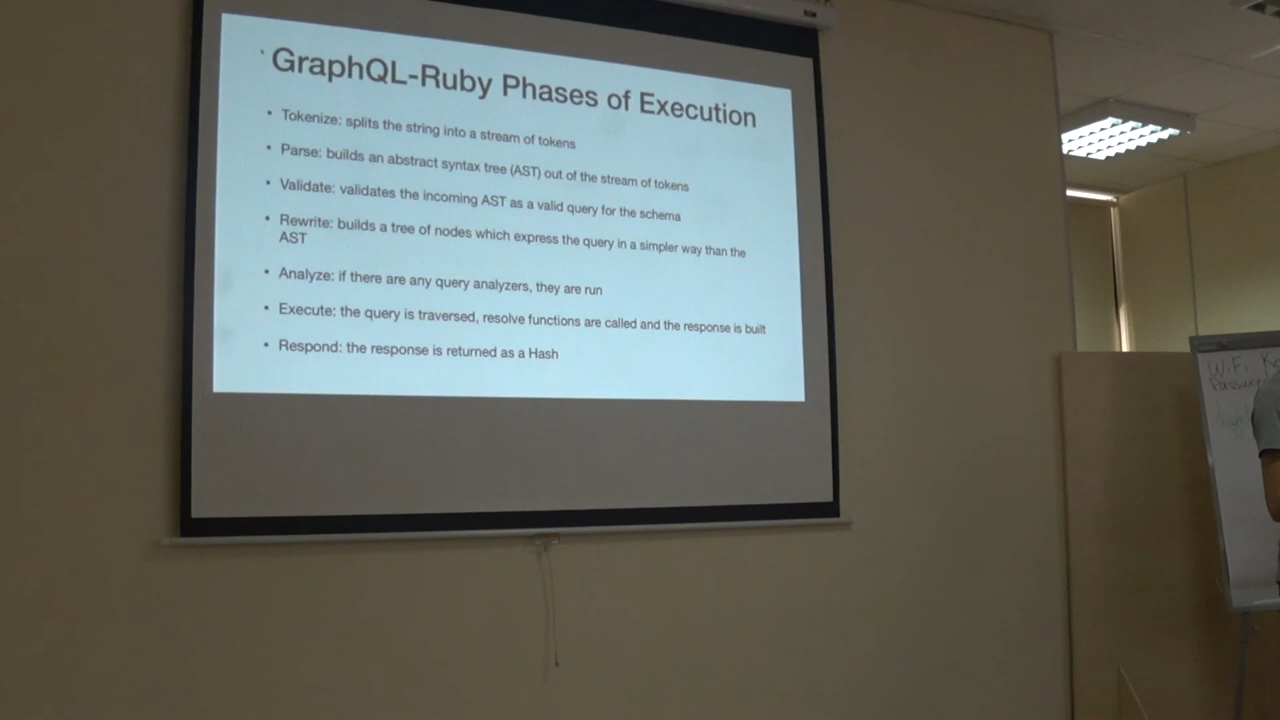 GraphQL-Ruby Phases of Execution
• Tokenize: splits the string into a stream of tokens
• Parse: builds an abstract syntax tree (AST) out of the stream of tokens
• Validate: validates the incoming AST as a valid query for the schema
• Rewrite: builds a tree of nodes which express the query in a simpler way than the
AST
• Analyze: if there are any query analyzers, they are run
• Execute: the query is traversed, resolve functions are called and the response is built
• Respond: the response is returned as a Hash
Wi.Fi